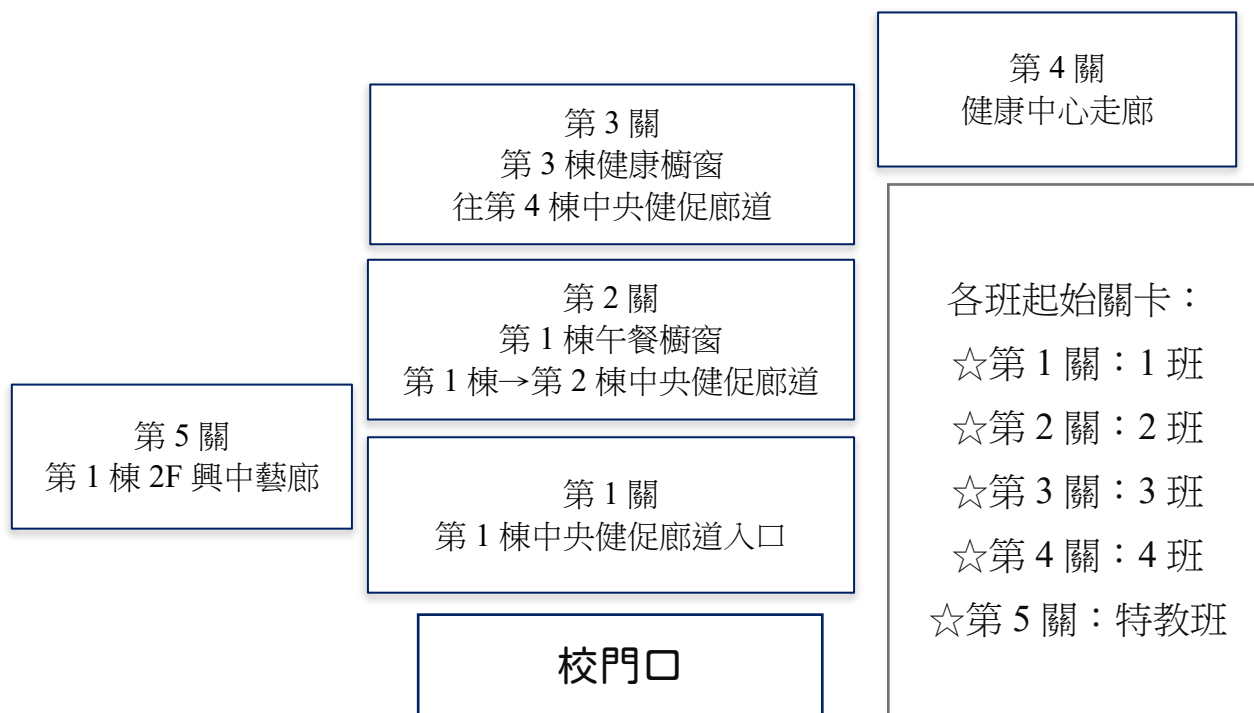 第 4 關
健康中心走廊
第 3 關
第 3 棟健康櫥窗
往第 4 棟中央健促廊道
第 2 關
第 1 棟午餐櫥窗
第 1 棟→第 2 棟中央健促廊道
第 5 關
第 1 棟 2F 興中藝廊
第 1 關
第 1 棟中央健促廊道入口
校門口
各班起始關卡：
☆第 1 關：1 班
☆第 2 關：2 班
☆第 3 關：3 班
☆第 4 關：4 班
☆第 5 關：特教班